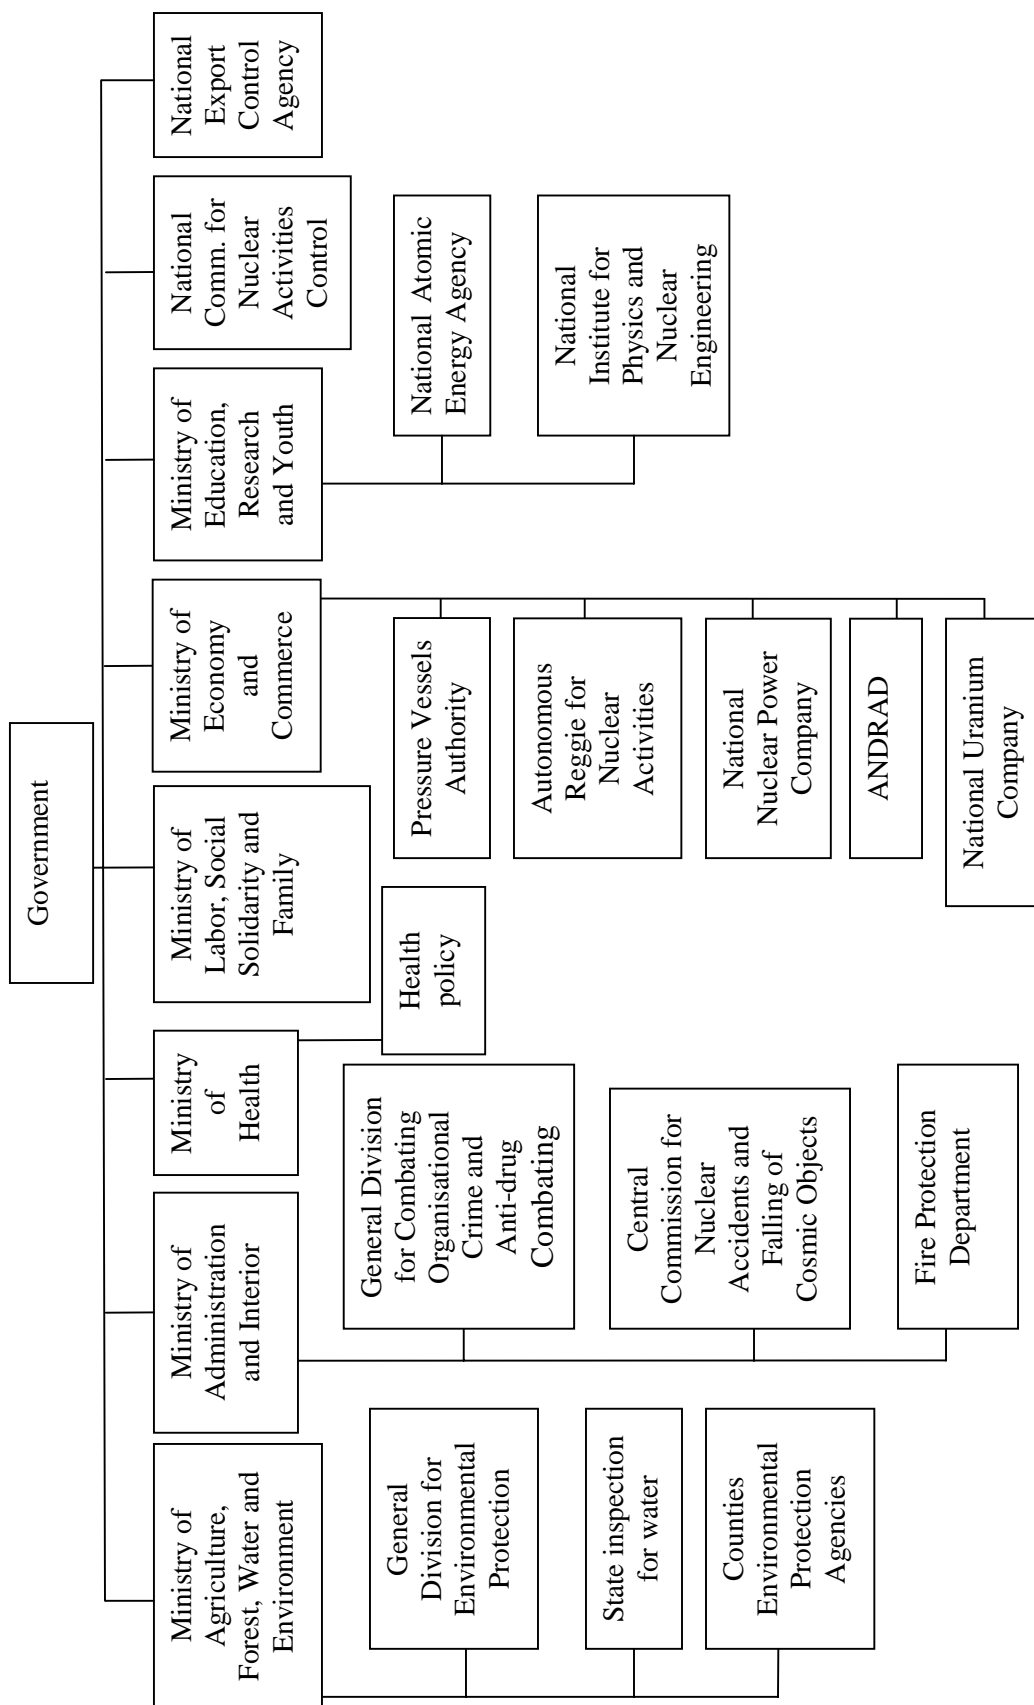 Government
Ministry of
Agriculture,
Forest, Water and
Environment
Ministry of
Administration
and Interior
Ministry
of
Health
Ministry of
Labor, Social
Solidarity and
Family
Ministry of
Economy
and
Commerce
Ministry of
Education,
Research
and Youth
National
Comm. for
Nuclear
Activities
Control
National
Export
Control
Agency
General
Division for
Environmental
Protection
State inspection
for water
Counties
Environmental
Protection
Agencies
General Division
for Combating
Organisational
Crime and
Anti-drug
Combating
Central
Commission for
Nuclear
Accidents and
Falling of
Cosmic Objects
Fire Protection
Department
Health
policy
Pressure Vessels
Authority
Autonomous
Reggie for
Nuclear
Activities
National
Nuclear Power
Company
ANDRAD
National Uranium
Company
National Atomic
Energy Agency
National
Institute for
Physics and
Nuclear
Engineering